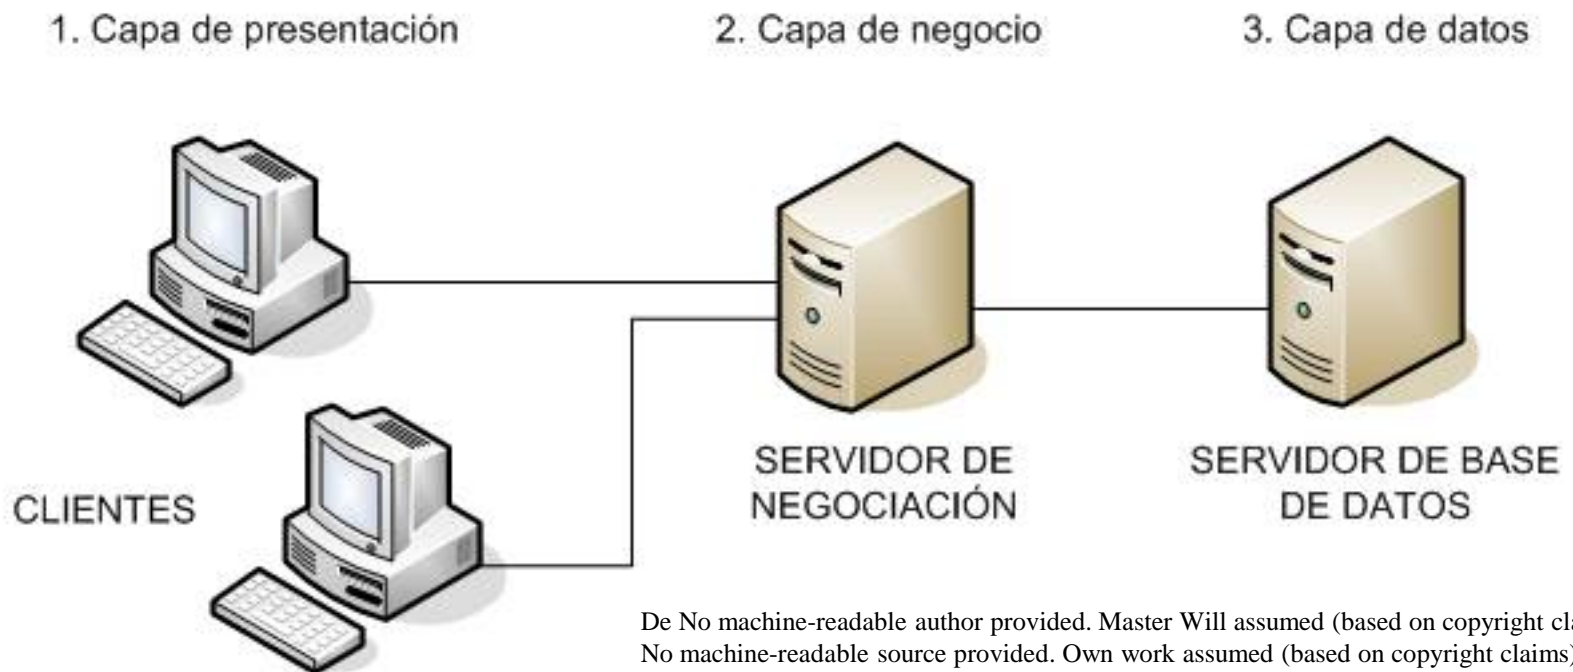 1. Capa de presentación
2. Capa de negocio
3. Capa de datos
CLIENTES
SERVIDOR DE
NEGOCIACIÓN
SERVIDOR DE BASE
DE DATOS
De No machine-readable author provided. Master Will assumed (based on copyright
No machine-readable source provided. Own work assumed (based on copyright claims)